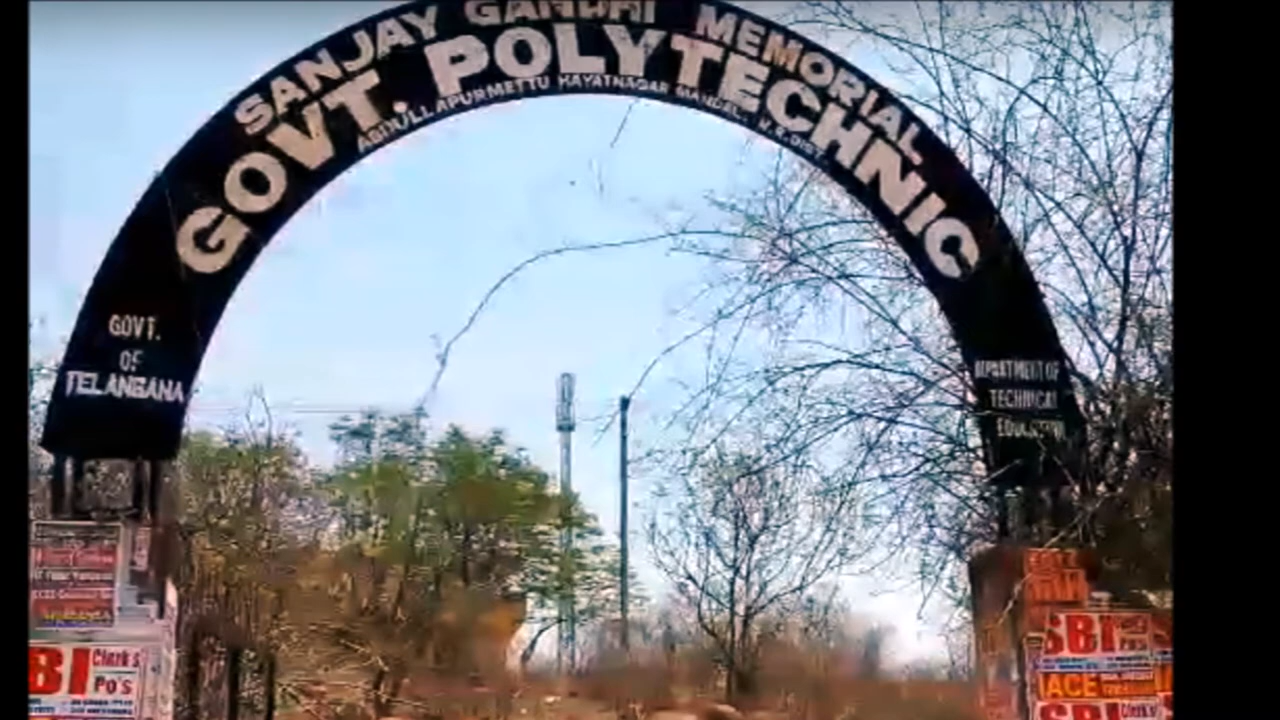 SANJAY GANDHI MEMORIAL
GOVT. POLYTECHNIC
ABDULLAPURMETTU HAYATNAGAR MANDEL. R.R.DIST.
GOVT.
OF
TELANGANA
DEPARTMENT OF
TECHNICAL
EDUCATION
BI Clerk's
Po's
SBI
ACE
SBI Clerk's